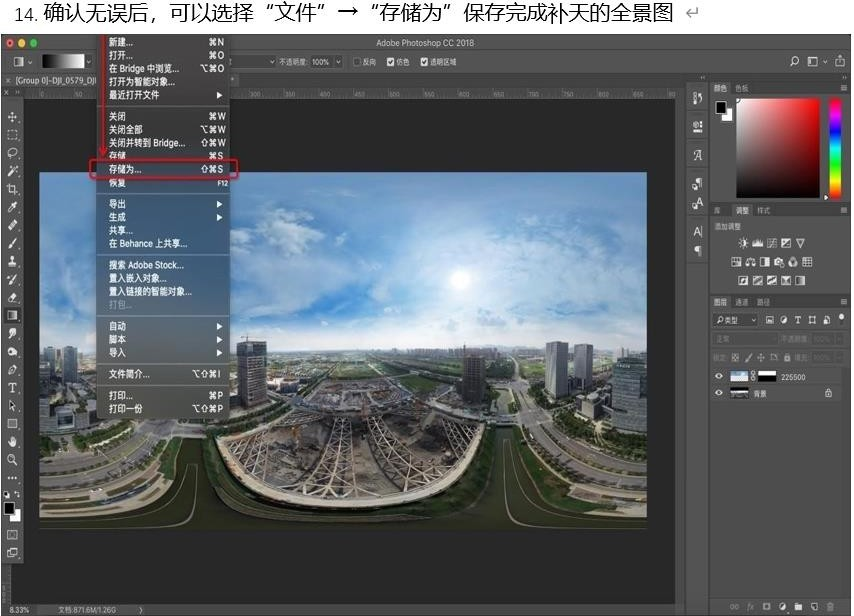 14. 确认无误后，可以选择“文件”→“存储为”保存完成补天的全景图 ↵
Adobe Photoshop CC 2018
不透明度: 100% 反向 仿色 透明区域
[Group 0]-DJI_0579_DJI
新建... ⌘N
打开... ⌘O
在 Bridge 中浏览... ⌥⌘O
打开为智能对象...
最近打开文件 ▶
关闭 ⌘W
关闭全部 ⌥⌘W
关闭并转到 Bridge... ⇧⌘W
存储 ⌘S
存储为... ⇧⌘S
恢复 F12
导出 ▶
生成 ▶
共享...
在 Behance 上共享...
搜索 Adobe Stock...
置入嵌入对象...
置入链接的智能对象...
打包...
自动 ▶
脚本 ▶
导入 ▶
文件简介... ⌥⇧⌘I
打印... ⌘P
打印一份 ⌥⇧⌘P
颜色 色板
库 调整 样式
添加调整
图层 通道 路径
类型
正常 不透明度: 100%
锁定: 填充: 100%
225500
背景
8.33% 文档:871.6M/1.26G